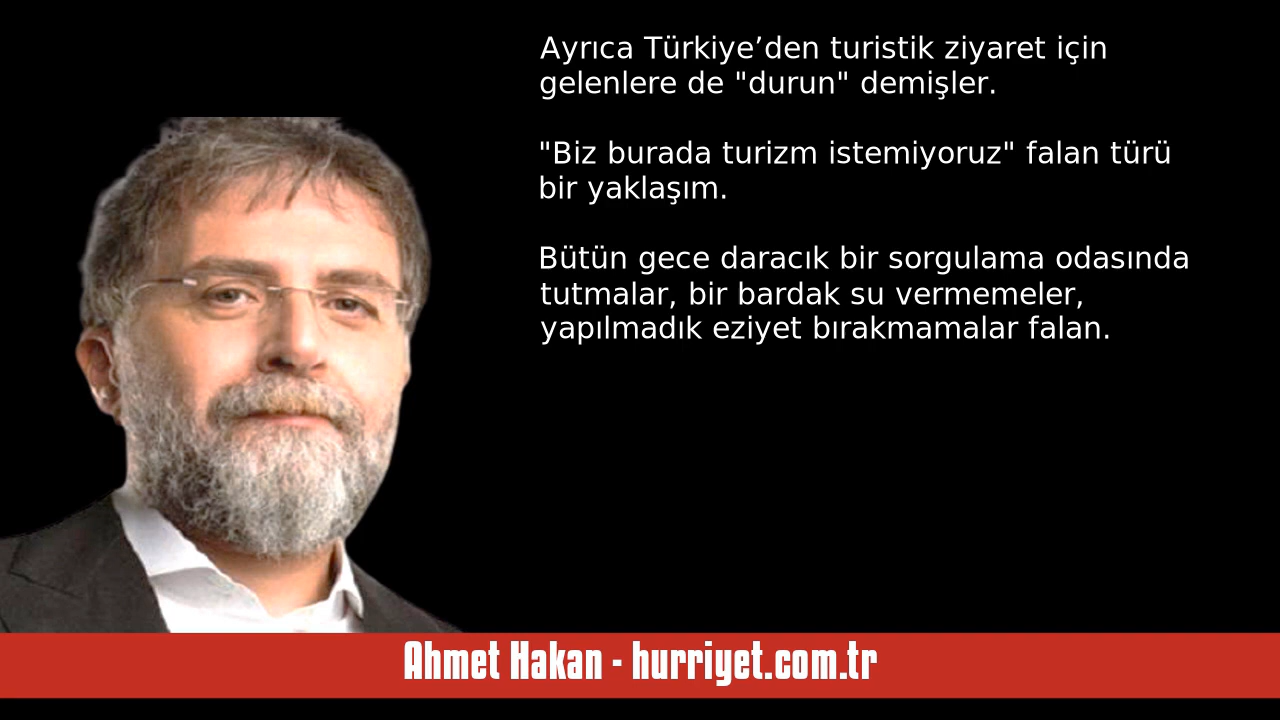 Ayrıca Türkiye’den turistik ziyaret için
gelenlere de "durun" demişler.
"Biz burada turizm istemiyoruz" falan türü
bir yaklaşım.
Bütün gece daracık bir sorgulama odasında
tutmalar, bir bardak su vermemeler,
yapılmadık eziyet bırakmamalar falan.
Ahmet Hakan - hurriyet.com.tr